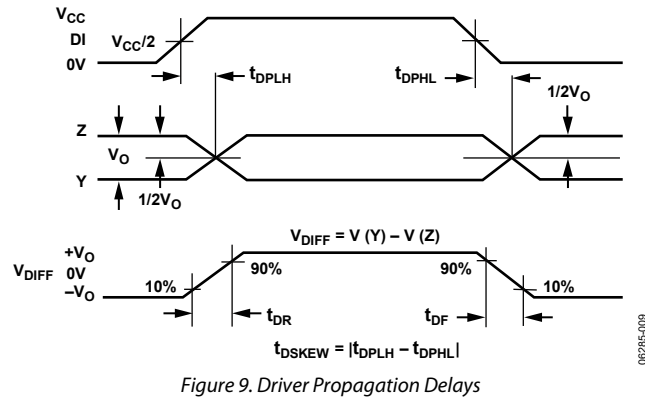 VCC
DI
0V
VCC/2
tDPLH
tDPHL
1/2VO
Z
VO
Y
1/2VO
VDIFF = V (Y) – V (Z)
+VO
VDIFF 0V
–VO
10%
90%
90%
10%
tDR
tDF
tDSKEW = |tDPLH – tDPHL|
06285-009
Figure 9. Driver Propagation Delays